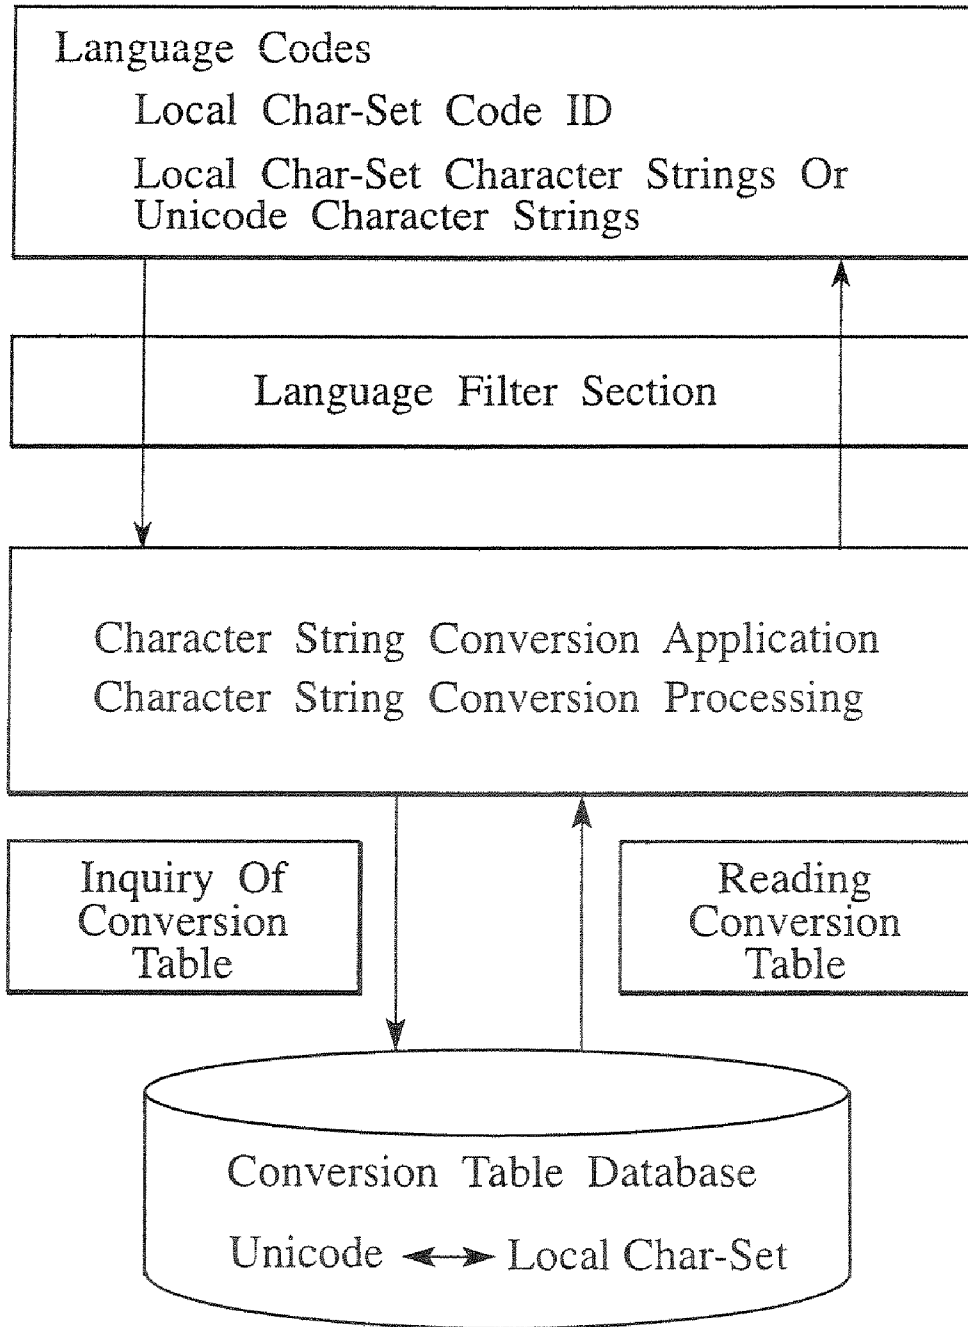 Language Codes
Local Char-Set Code ID
Local Char-Set Character Strings Or
Unicode Character Strings
Language Filter Section
Character String Conversion Application
Character String Conversion Processing
Inquiry Of
Conversion
Table
Reading
Conversion
Table
Conversion Table Database
Unicode ↔ Local Char-Set